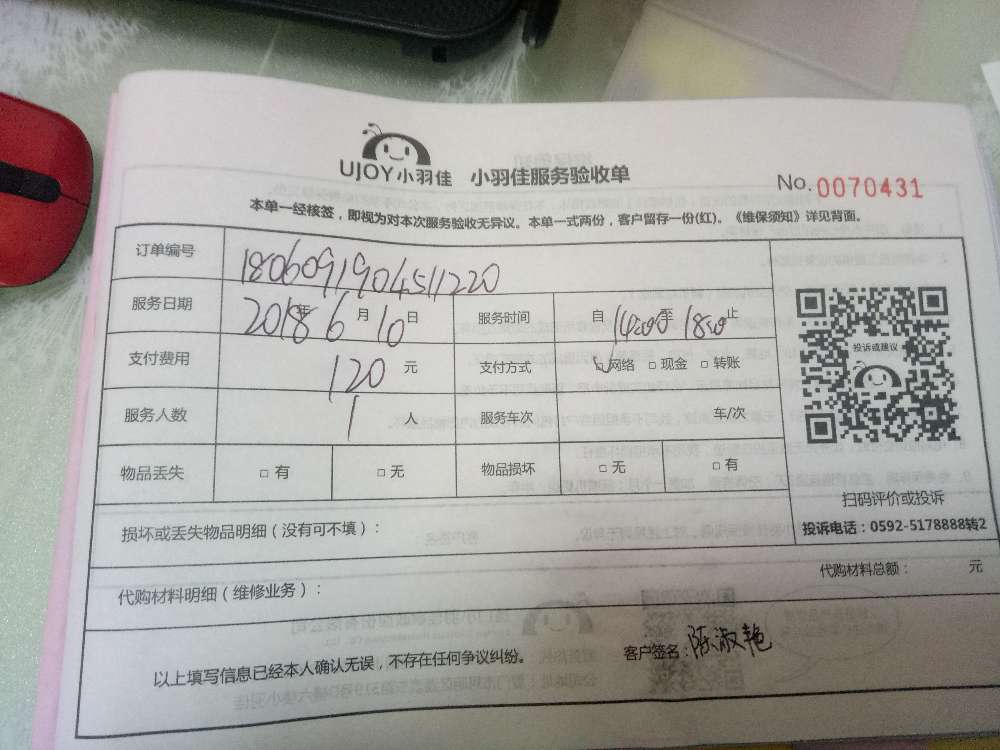 UJOY小羽佳 小羽佳服务验收单 No.0070431
本单一经核签，即视为对本次服务验收无异议。本单一式两份，客户留存一份(红)。《维保须知》详见背面。
订单编号 180609190451220
服务日期 2018年6月10日 服务时间 自14:00至18:00止
支付费用 120元 支付方式 □网络 □现金 □转账
服务人数 1人 服务车次 车/次
物品丢失 □有 □无 物品损坏 □无 □有
投诉或建议
扫码评价或投诉
投诉电话：0592-5178888转2
损坏或丢失物品明细（没有可不填）：
代购材料明细（维修业务）： 代购材料总额： 元
以上填写信息已经本人确认无误，不存在任何争议纠纷。 客户签名：陈淑艳